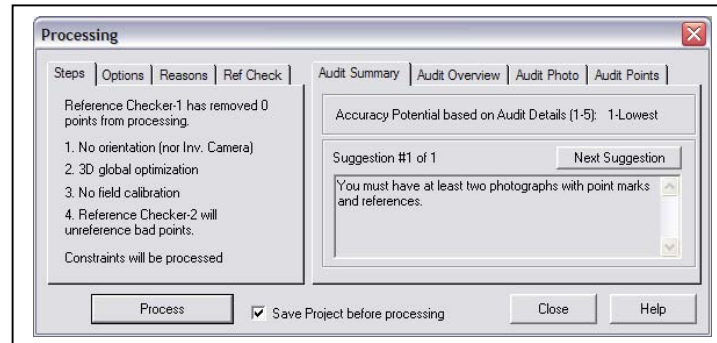 Processing
Steps Options Reasons Ref Check
Reference Checker-1 has removed 0
points from processing.
1. No orientation (nor Inv. Camera)
2. 3D global optimization
3. No field calibration
4. Reference Checker-2 will
unreference bad points.
Constraints will be processed
Audit Summary Audit Overview Audit Photo Audit Points
Accuracy Potential based on Audit Details (1-5): 1-Lowest
Suggestion #1 of 1 Next Suggestion
You must have at least two photographs with point marks
and references.
Process Save Project before processing Close Help